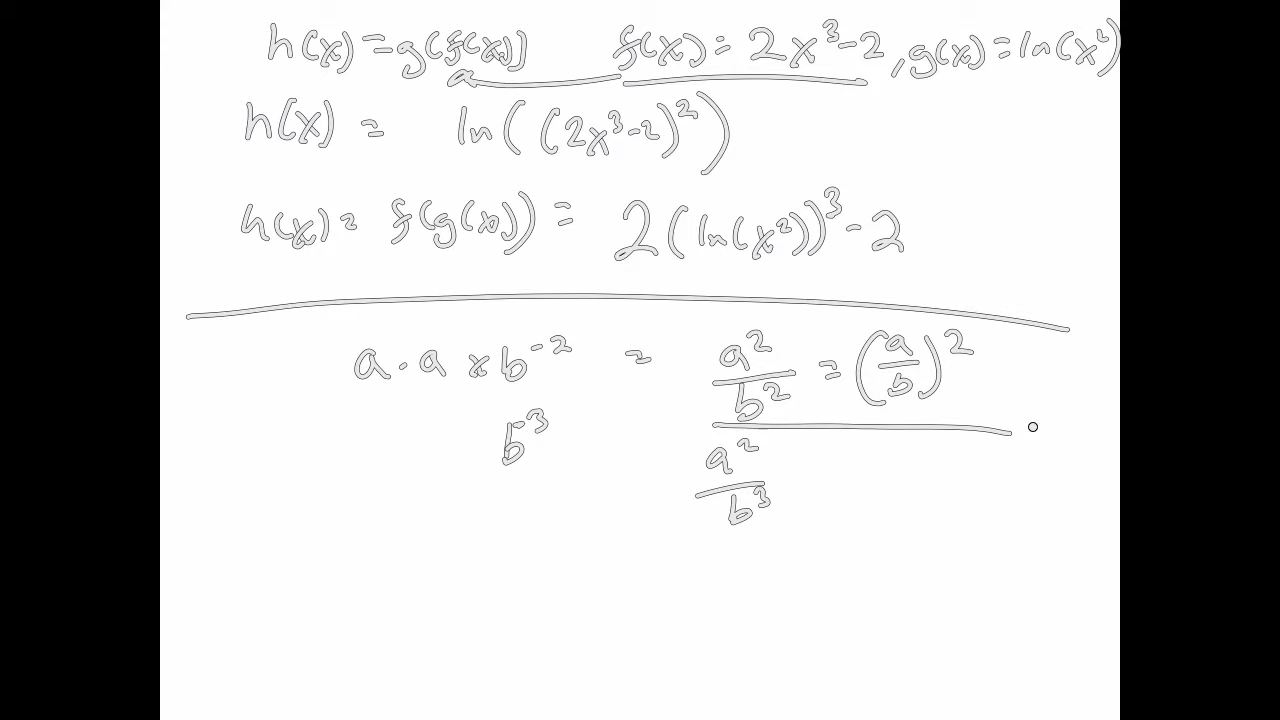 h(x) = g(f(x)) f(x) = 2x³-2, g(x) = ln(x²)
h(x) = ln((2x³-2)²)
h(x) = f(g(x)) = 2(ln(x²))³-2
a · a × b⁻² = a²/b² = (a/b)²
b⁻³ a²/b³